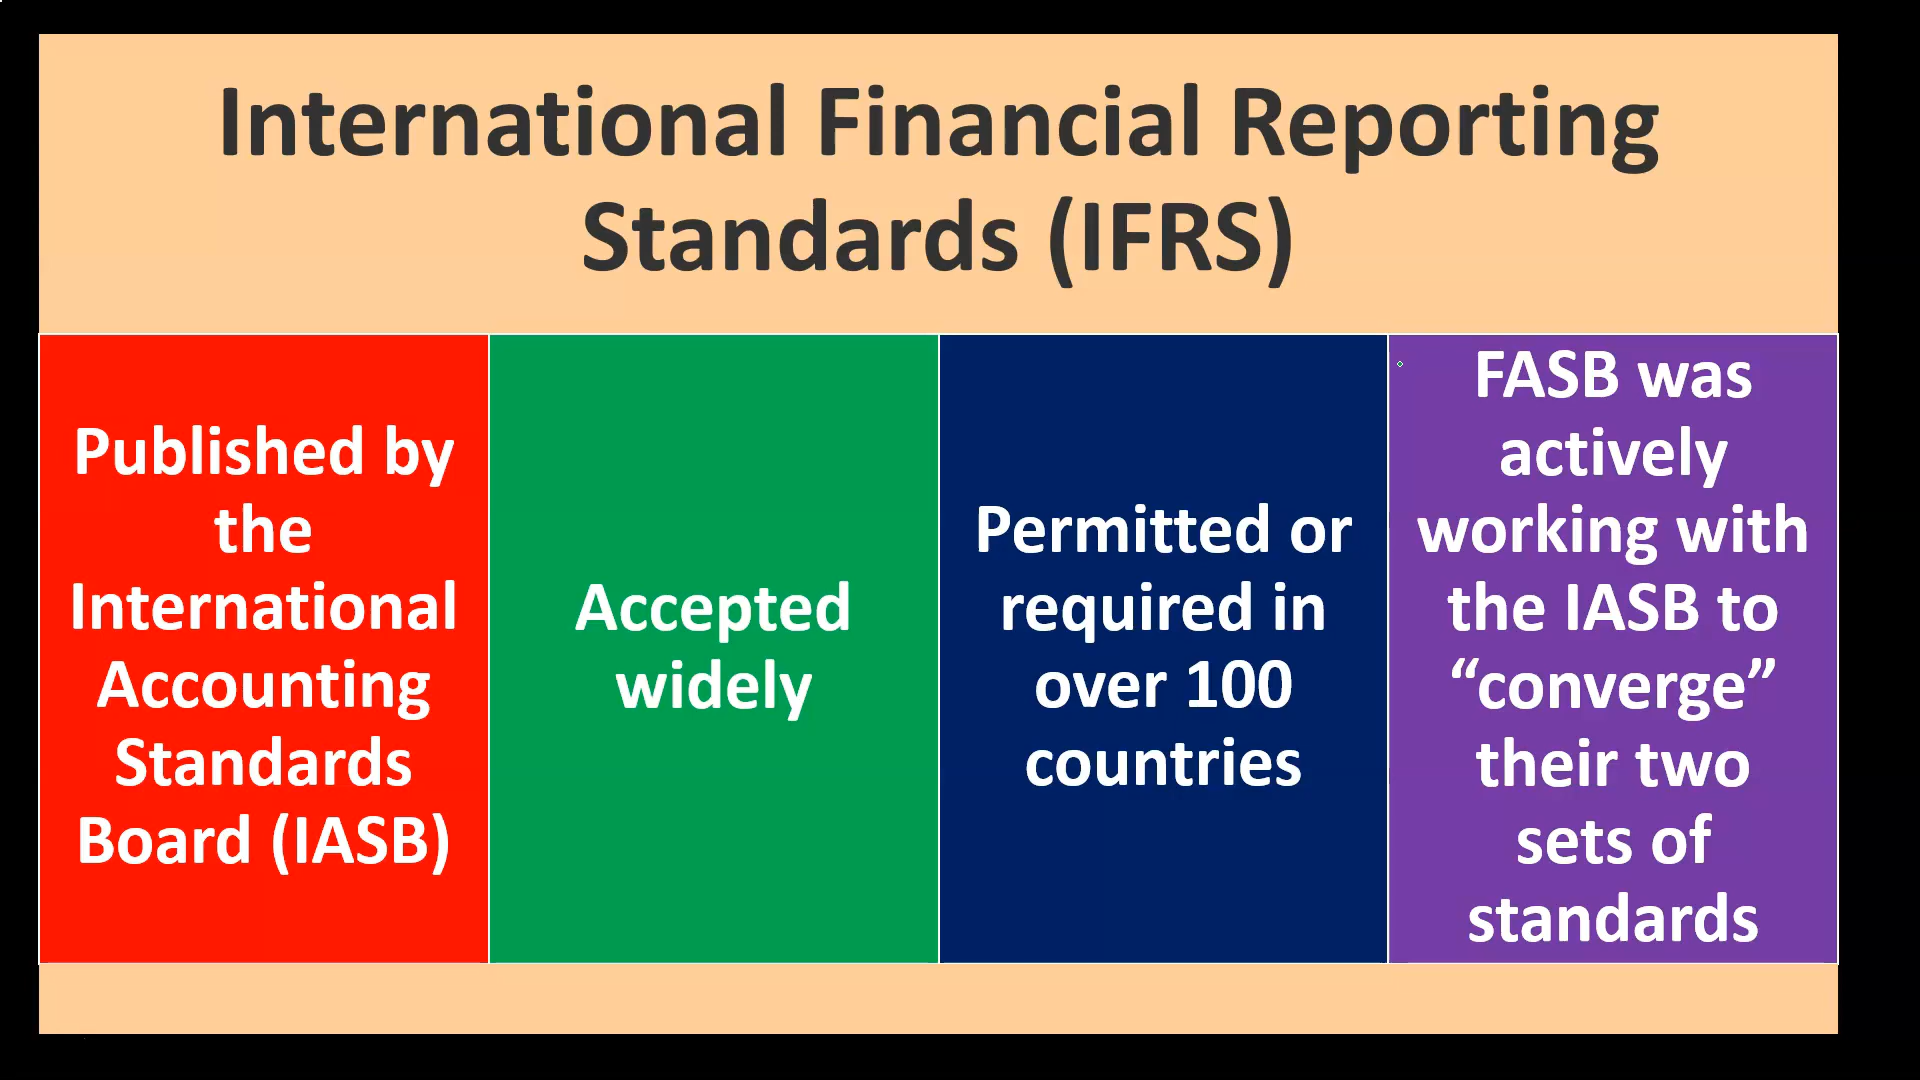 International Financial Reporting
Standards (IFRS)
Published by
the
International
Accounting
Standards
Board (IASB)
Accepted
widely
Permitted or
required in
over 100
countries
FASB was
actively
working with
the IASB to
“converge”
their two
sets of
standards